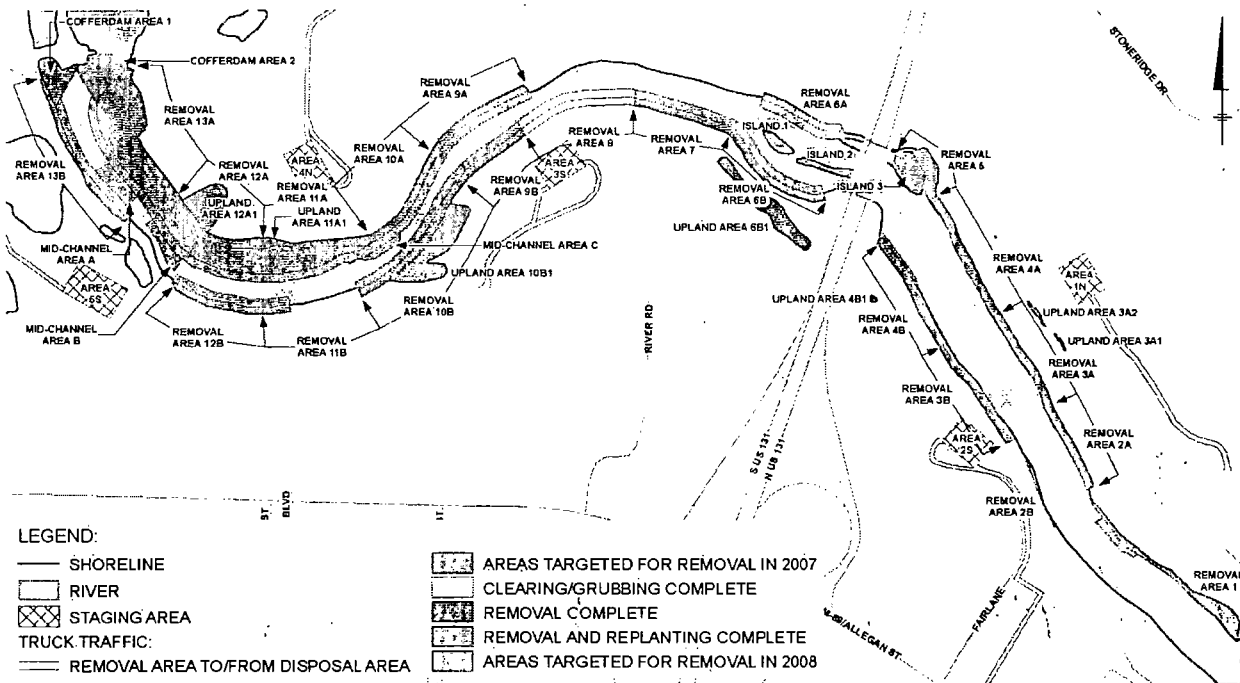 COFFERDAM AREA 1
COFFERDAM AREA 2
REMOVAL
AREA 13A
REMOVAL
AREA 13B
REMOVAL
AREA 12A
UPLAND
AREA 12A1
REMOVAL
AREA 11A
UPLAND
AREA 11A1
AREA
4N
REMOVAL
AREA 10A
REMOVAL
AREA 9A
REMOVAL
AREA 9B
REMOVAL
AREA 8
AREA
3S
REMOVAL
AREA 7
REMOVAL
AREA 6A
ISLAND 1
ISLAND 2
ISLAND 3
REMOVAL
AREA 5
REMOVAL
AREA 6B
UPLAND AREA 6B1
STONERIDGE DR
MID-CHANNEL
AREA A
AREA
5S
MID-CHANNEL
AREA B
REMOVAL
AREA 12B
REMOVAL
AREA 11B
REMOVAL
AREA 10B
UPLAND AREA 10B1
MID-CHANNEL AREA C
RIVER RD
UPLAND AREA 4B1
REMOVAL
AREA 4B
REMOVAL
AREA 4A
AREA
1N
UPLAND AREA 3A2
UPLAND AREA 3A1
REMOVAL
AREA 3A
REMOVAL
AREA 3B
REMOVAL
AREA 2A
AREA
2S
REMOVAL
AREA 2B
REMOVAL
AREA 1
S US 131
N US 131
FAIRLANE
ALLEGAN ST
ST
BLVD
LEGEND:
SHORELINE
RIVER
STAGING AREA
TRUCK TRAFFIC:
REMOVAL AREA TO/FROM DISPOSAL AREA
AREAS TARGETED FOR REMOVAL IN 2007
CLEARING/GRUBBING COMPLETE
REMOVAL COMPLETE
REMOVAL AND REPLANTING COMPLETE
AREAS TARGETED FOR REMOVAL IN 2008